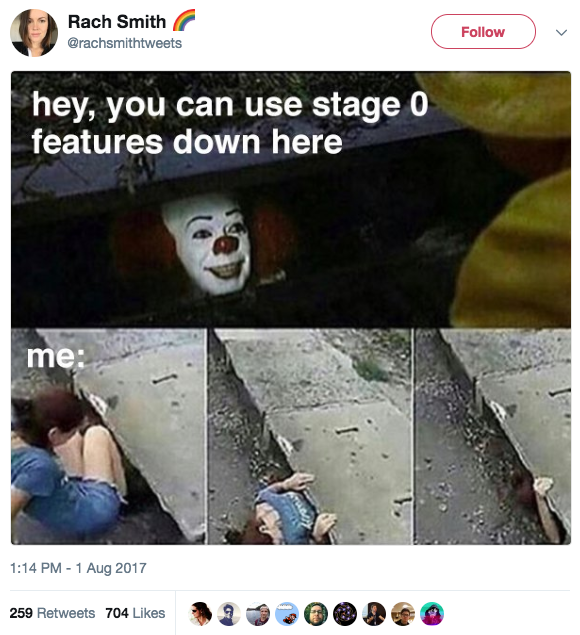 Rach Smith 🌈
@rachsmithtweets
Follow
hey, you can use stage 0
features down here
me:
1:14 PM - 1 Aug 2017
259 Retweets 704 Likes